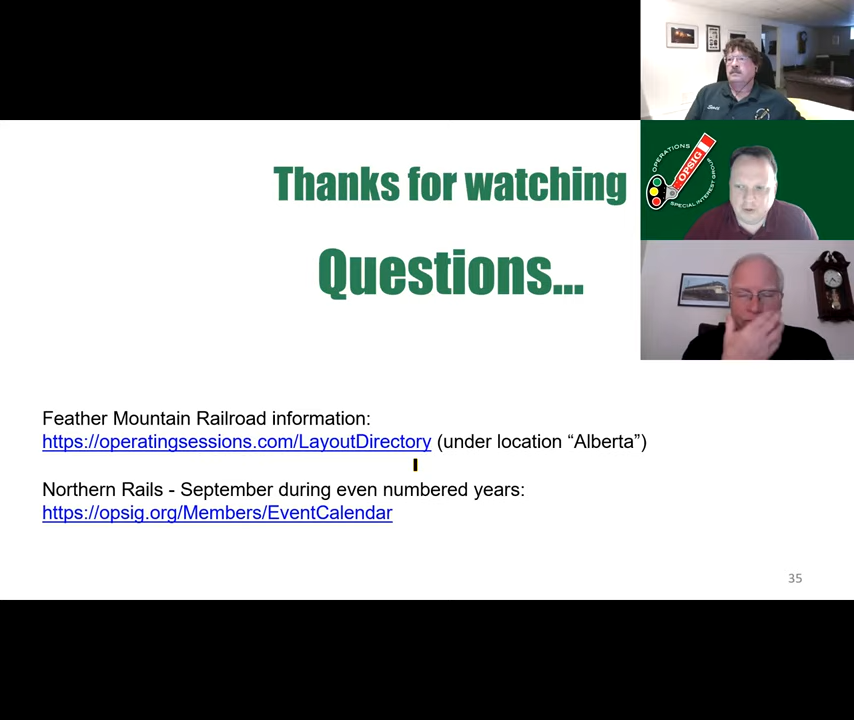 Thanks for watching
Questions...
Feather Mountain Railroad information:
https://operatingsessions.com/LayoutDirectory (under location “Alberta”)
Northern Rails - September during even numbered years:
https://opsig.org/Members/EventCalendar
35
OPERATIONS
OPSIG
SPECIAL INTEREST GROUP